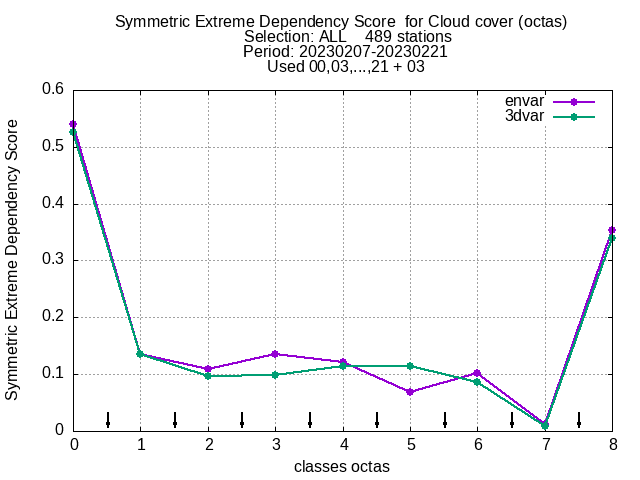 Symmetric Extreme Dependency Score  for Cloud cover (octas)
Selection: ALL    489 stations
Period: 20230207-20230221
Used 00,03,...,21 + 03
envar
3dvar
Symmetric Extreme Dependency Score
0.6
0.5
0.4
0.3
0.2
0.1
0
0 1 2 3 4 5 6 7 8
classes octas